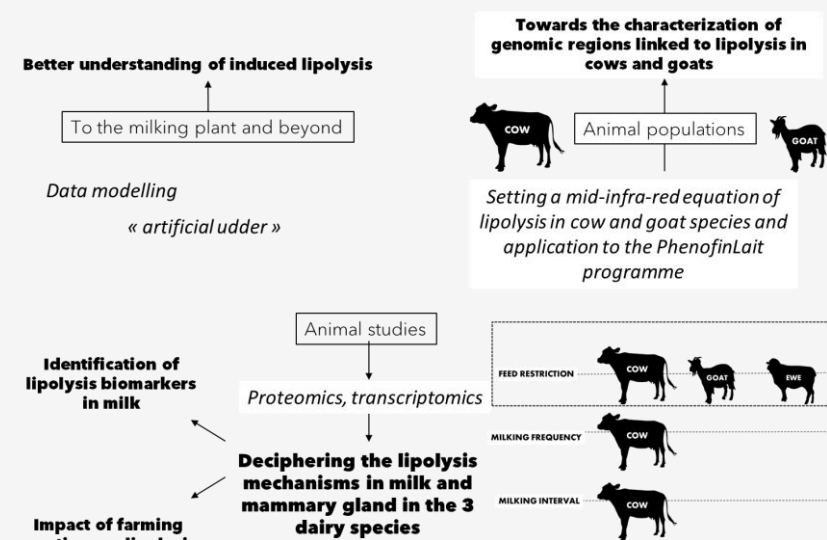 Towards the characterization of
genomic regions linked to lipolysis in
cows and goats
Better understanding of induced lipolysis
To the milking plant and beyond
COW
Animal populations
GOAT
Data modelling
« artificial udder »
Setting a mid-infra-red equation of
lipolysis in cow and goat species and
application to the PhenofinLait
programme
Animal studies
Identification of
lipolysis biomarkers
in milk
Proteomics, transcriptomics
Deciphering the lipolysis
mechanisms in milk and
mammary gland in the 3
dairy species
Impact of farming
FEED RESTRICTION
COW
GOAT
EWE
MILKING FREQUENCY
COW
MILKING INTERVAL
COW